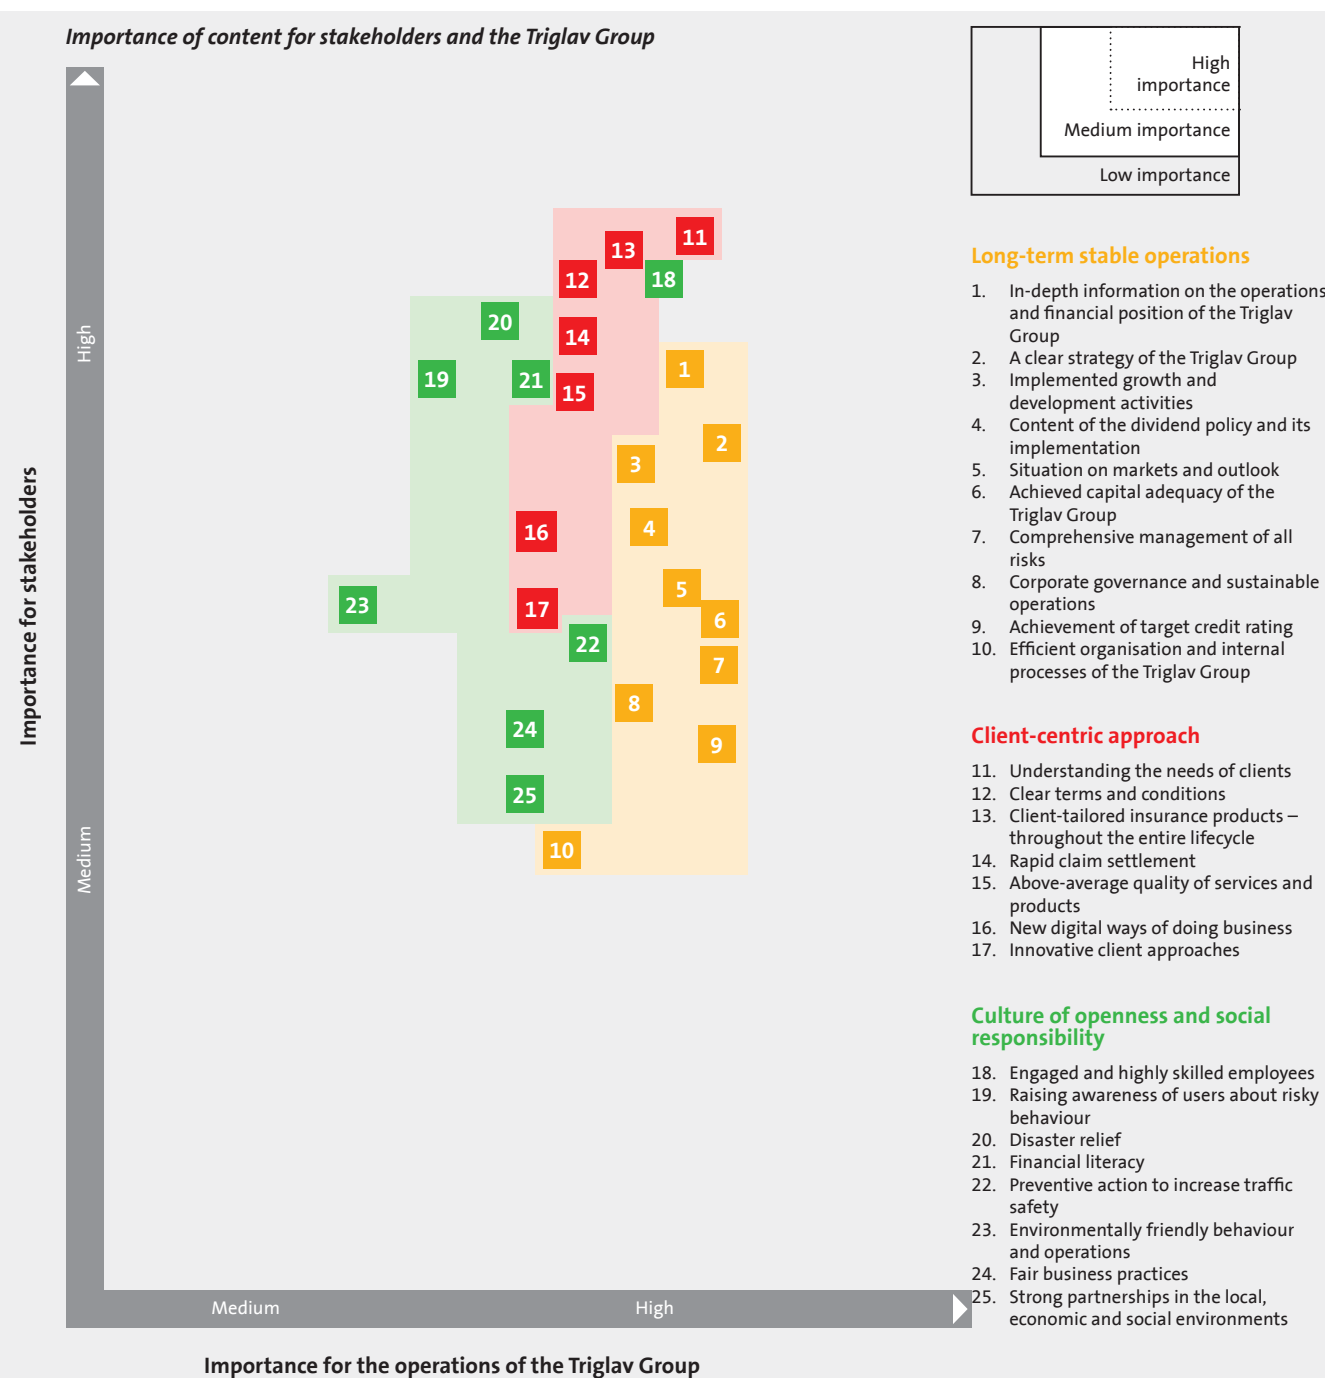 Importance of content for stakeholders and the Triglav Group
High importance
Medium importance
Low importance
Importance for stakeholders
High
Medium
11
13
12
18
20
14
1
19
21
15
2
3
4
16
5
23
17
6
22
7
8
24
9
25
10
Medium
High
Importance for the operations of the Triglav Group
Long-term stable operations
1. In-depth information on the operations
and financial position of the Triglav
Group
2. A clear strategy of the Triglav Group
3. Implemented growth and
development activities
4. Content of the dividend policy and its
implementation
5. Situation on markets and outlook
6. Achieved capital adequacy of the
Triglav Group
7. Comprehensive management of all
risks
8. Corporate governance and sustainable
operations
9. Achievement of target credit rating
10. Efficient organisation and internal
processes of the Triglav Group
Client-centric approach
11. Understanding the needs of clients
12. Clear terms and conditions
13. Client-tailored insurance products –
throughout the entire lifecycle
14. Rapid claim settlement
15. Above-average quality of services and
products
16. New digital ways of doing business
17. Innovative client approaches
Culture of openness and social
responsibility
18. Engaged and highly skilled employees
19. Raising awareness of users about risky
behaviour
20. Disaster relief
21. Financial literacy
22. Preventive action to increase traffic
safety
23. Environmentally friendly behaviour
and operations
24. Fair business practices
25. Strong partnerships in the local,
economic and social environments